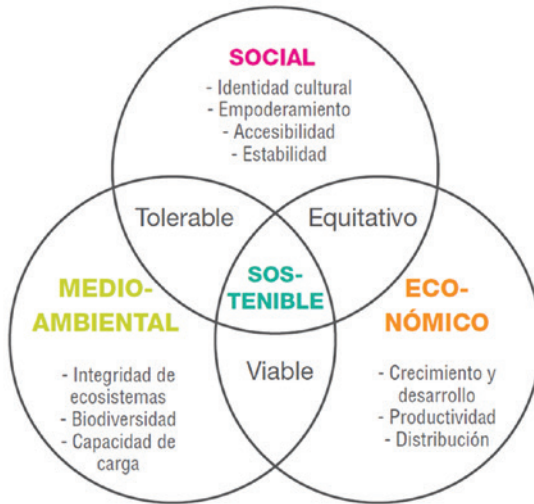 SOCIAL
- Identidad cultural
- Empoderamiento
- Accesibilidad
- Estabilidad
Tolerable
Equitativo
SOS-
TENIBLE
MEDIO-
AMBIENTAL
- Integridad de
ecosistemas
- Biodiversidad
- Capacidad de
carga
Viable
ECO-
NÓMICO
- Crecimiento y
desarrollo
- Productividad
- Distribución